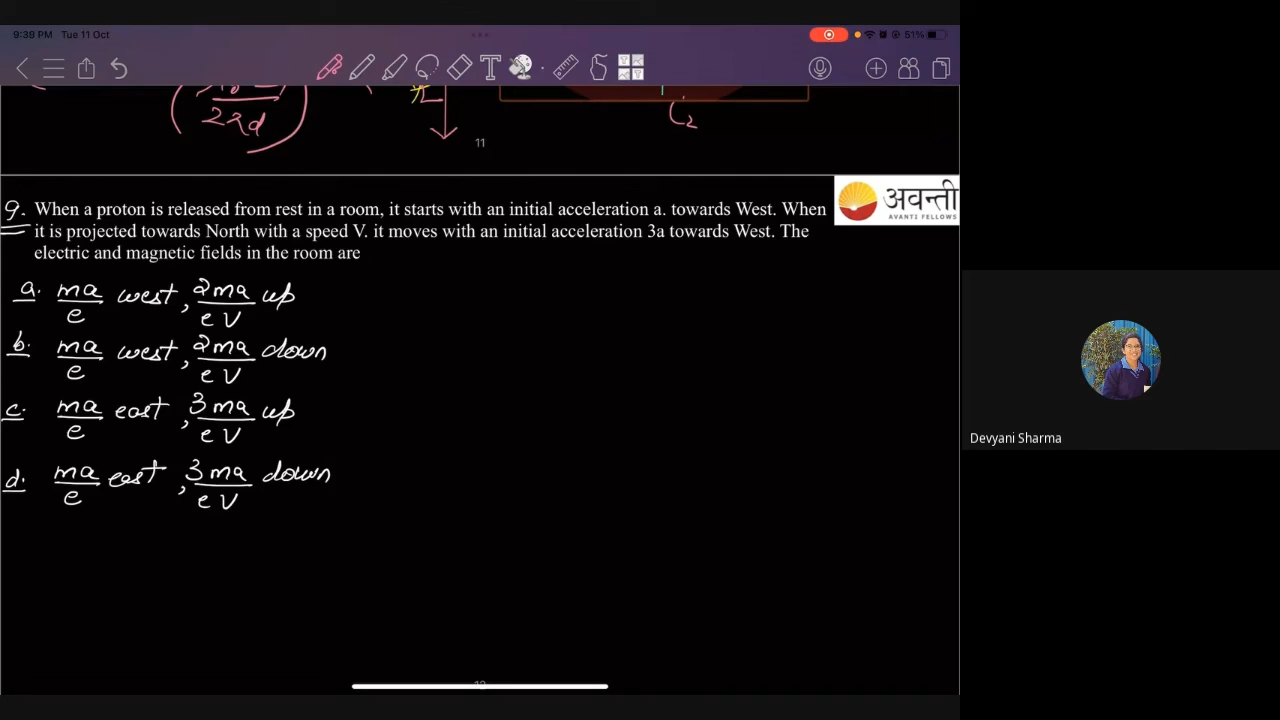 9:39 PM Tue 11 Oct
51%
22d
C2
11
अवन्ती
AVANTI FELLOWS
9. When a proton is released from rest in a room, it starts with an initial acceleration a. towards West. When
it is projected towards North with a speed V. it moves with an initial acceleration 3a towards West. The
electric and magnetic fields in the room are
a. ma/e west, 2ma/eV up
b. ma/e west, 2ma/eV down
c. ma/e east, 3ma/eV up
d. ma/e east, 3ma/eV down
Devyani Sharma
12